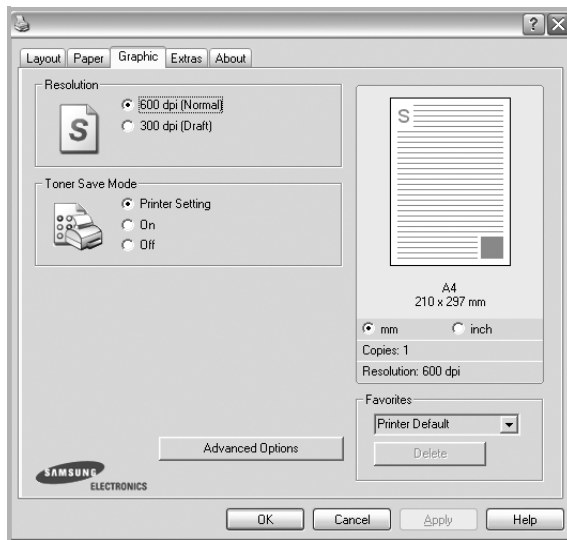 Layout Paper Graphic Extras About
Resolution
600 dpi (Normal)
300 dpi (Draft)
S
Toner Save Mode
Printer Setting
On
Off
S
A4
210 x 297 mm
mm inch
Copies: 1
Resolution: 600 dpi
Favorites
Printer Default
Delete
Advanced Options
SAMSUNG
ELECTRONICS
OK Cancel Apply Help